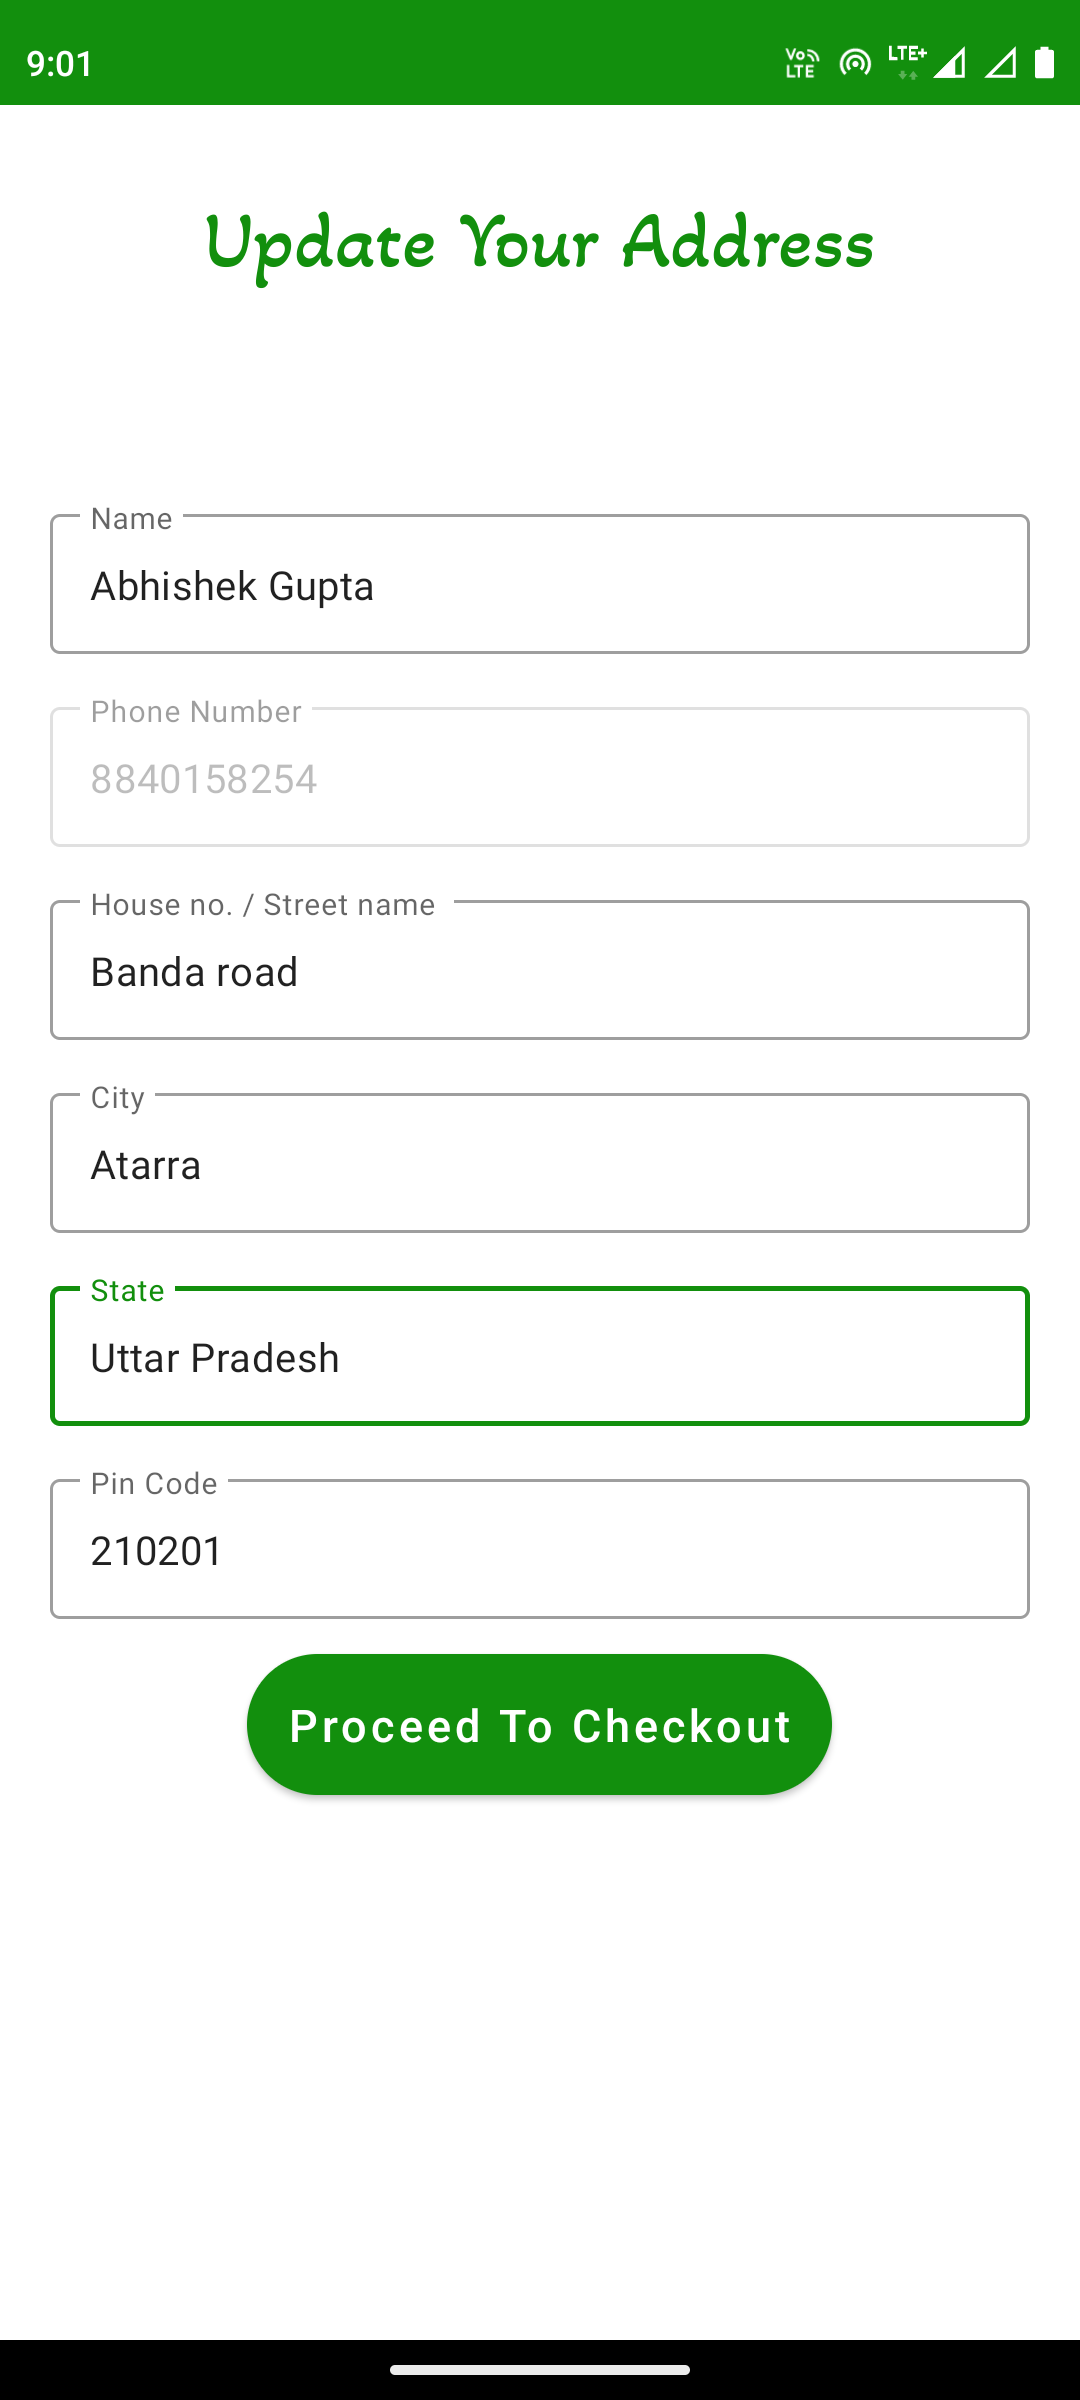 9:01
Vo
LTE
LTE+
Update Your Address
Name
Abhishek Gupta
Phone Number
8840158254
House no. / Street name
Banda road
City
Atarra
State
Uttar Pradesh
Pin Code
210201
Proceed To Checkout